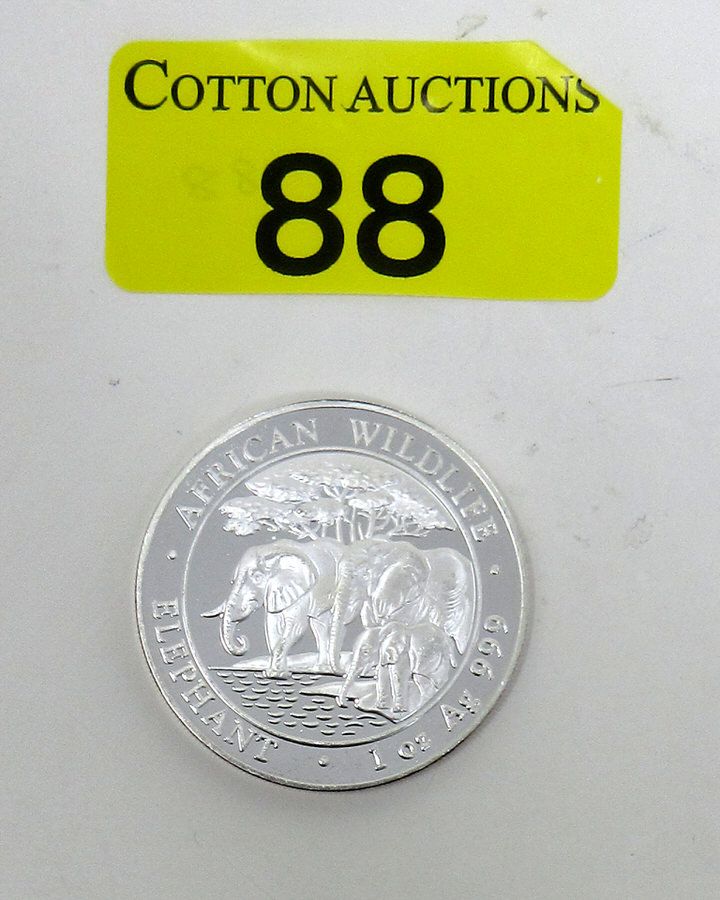 COTTON AUCTIONS
88
AFRICAN WILDLIFE
ELEPHANT · 1 oz Ag 999